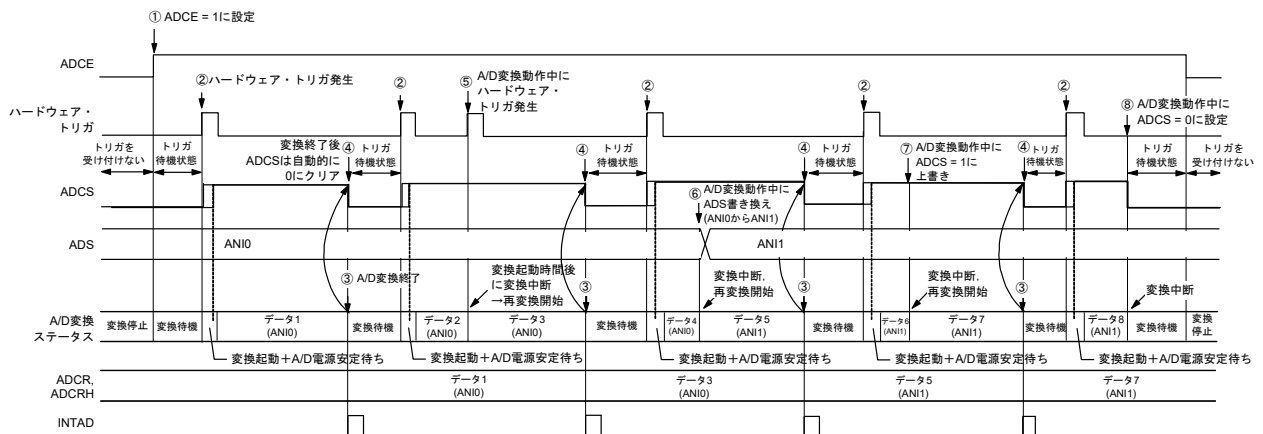 ① ADCE = 1に設定
ADCE
②ハードウェア・トリガ発生
②
⑤
A/D変換動作中に
ハードウェア・
トリガ発生
②
②
②
⑧
A/D変換動作中に
ADCS = 0に設定
ハードウェア・
トリガ
トリガを
受け付けない
トリガ
待機状態
変換終了後
ADCSは自動的に
0にクリア
④
トリガ
待機状態
④
トリガ
待機状態
④
トリガ
待機状態
⑦
A/D変換動作中に
ADCS = 1に
上書き
④
トリガ
待機状態
トリガ
待機状態
トリガを
受け付けない
ADCS
⑥
A/D変換動作中に
ADS書き換え
(ANI0からANI1)
ADS
ANI0
ANI1
③ A/D変換終了
変換起動時間後
に変換中断
→再変換開始
③
変換中断,
再変換開始
③
変換中断,
再変換開始
③
変換中断
A/D変換
ステータス
変換停止
変換待機
データ1
(ANI0)
変換待機
データ2
(ANI0)
データ3
(ANI0)
変換待機
データ4
(ANI0)
データ5
(ANI1)
変換待機
データ6
(ANI1)
データ7
(ANI1)
変換待機
データ8
(ANI1)
変換待機
変換
停止
変換起動+A/D電源安定待ち
変換起動+A/D電源安定待ち
変換起動+A/D電源安定待ち
変換起動+A/D電源安定待ち
変換起動+A/D電源安定待ち
ADCR,
ADCRH
データ1
(ANI0)
データ3
(ANI0)
データ5
(ANI1)
データ7
(ANI1)
INTAD